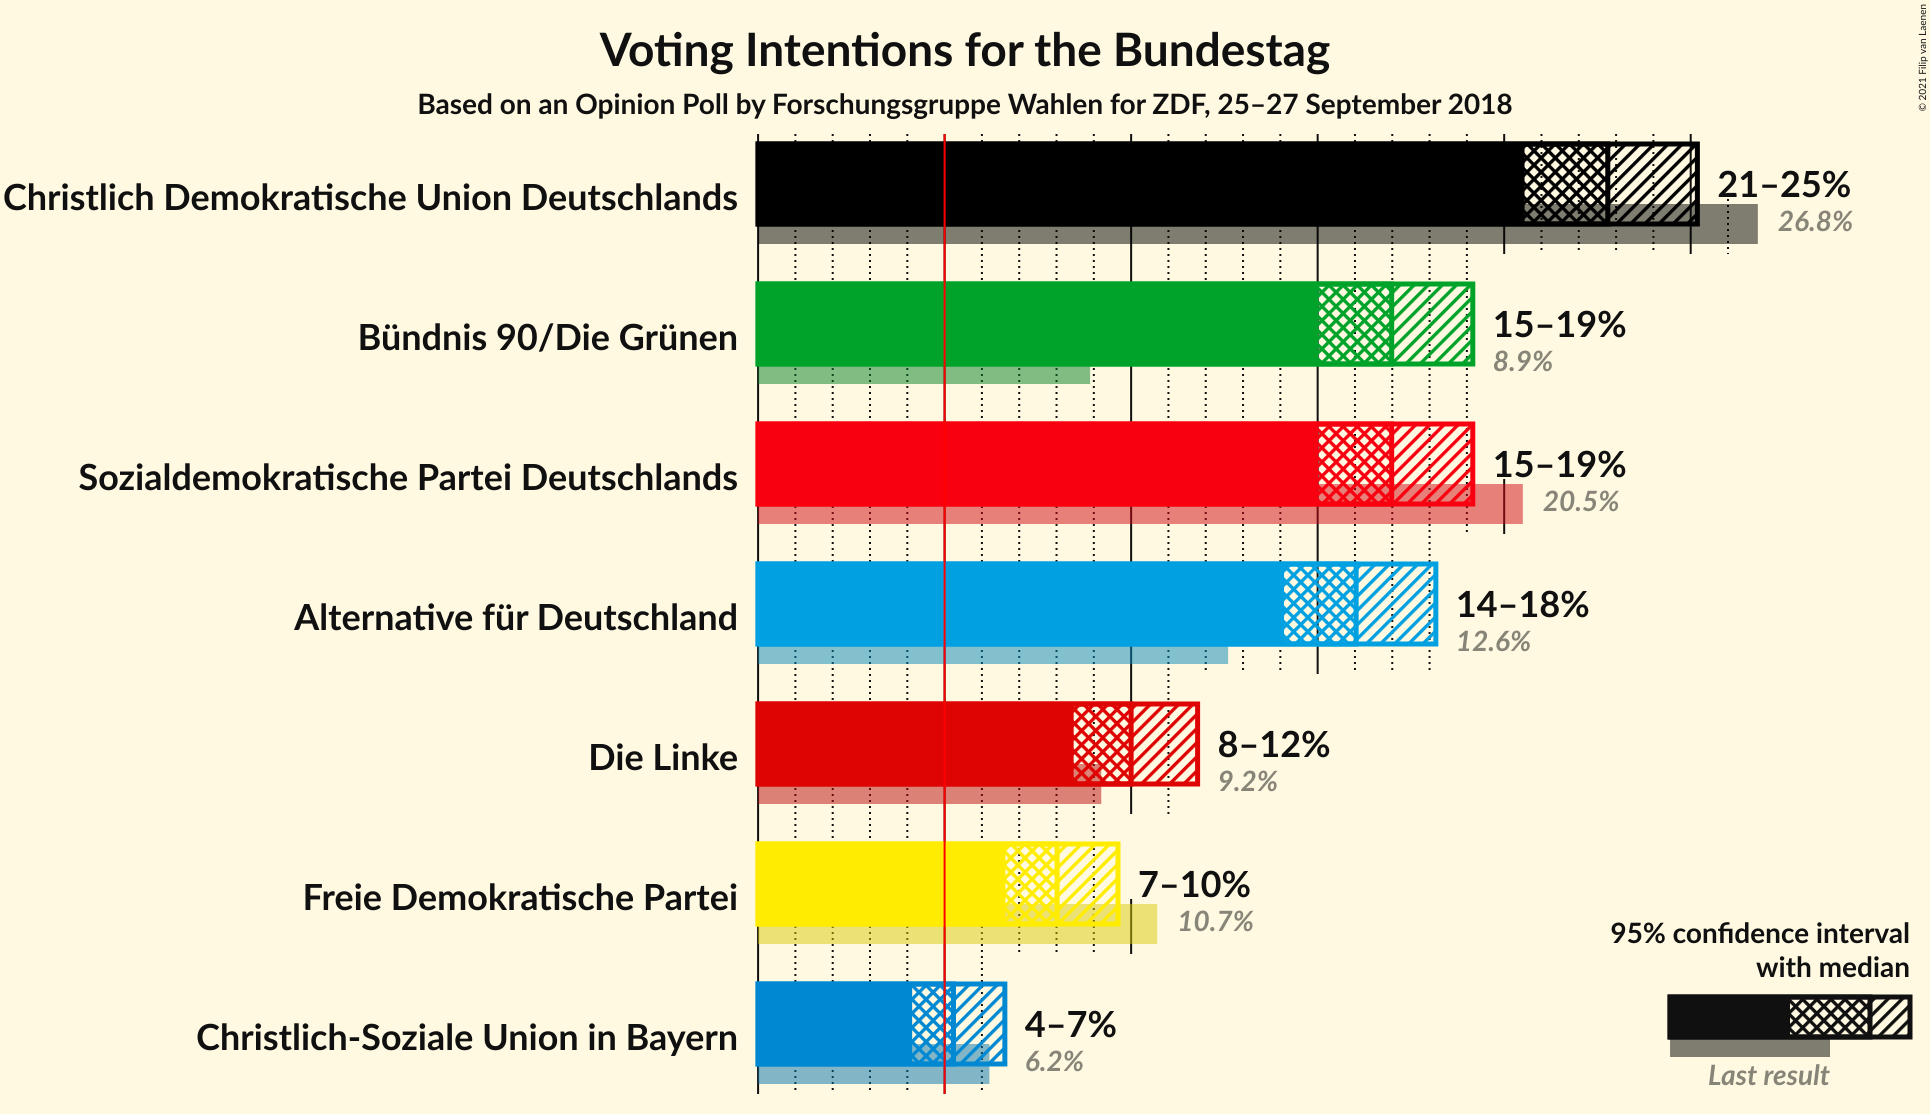 Voting Intentions for the Bundestag
Based on an Opinion Poll by Forschungsgruppe Wahlen for ZDF, 25–27 September 2018
© 2021 Filip van Laenen
Christlich Demokratische Union Deutschlands
21–25%
26.8%
Bündnis 90/Die Grünen
15–19%
8.9%
Sozialdemokratische Partei Deutschlands
15–19%
20.5%
Alternative für Deutschland
14–18%
12.6%
Die Linke
8–12%
9.2%
Freie Demokratische Partei
7–10%
10.7%
Christlich-Soziale Union in Bayern
4–7%
6.2%
95% confidence interval
with median
Last result